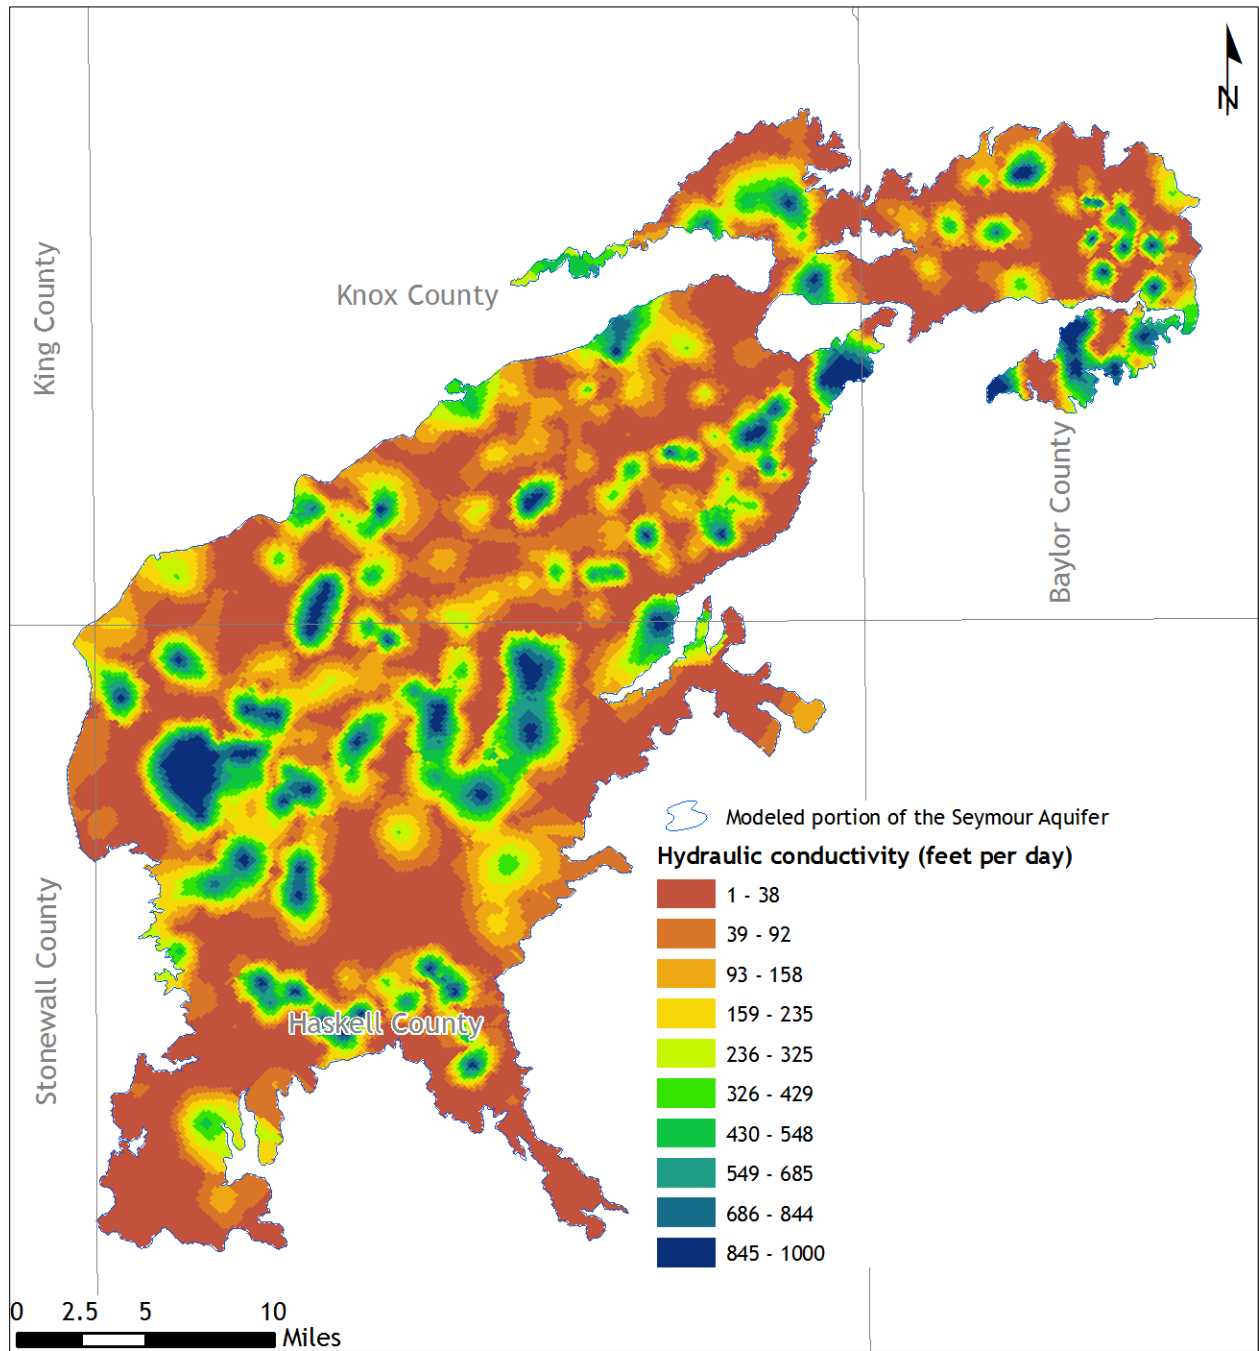 N
King County
Knox County
Baylor County
Modeled portion of the Seymour Aquifer
Hydraulic conductivity (feet per day)
1 - 38
39 - 92
93 - 158
159 - 235
236 - 325
326 - 429
430 - 548
549 - 685
686 - 844
845 - 1000
Stonewall County
Haskell County
0 2.5 5 10
Miles